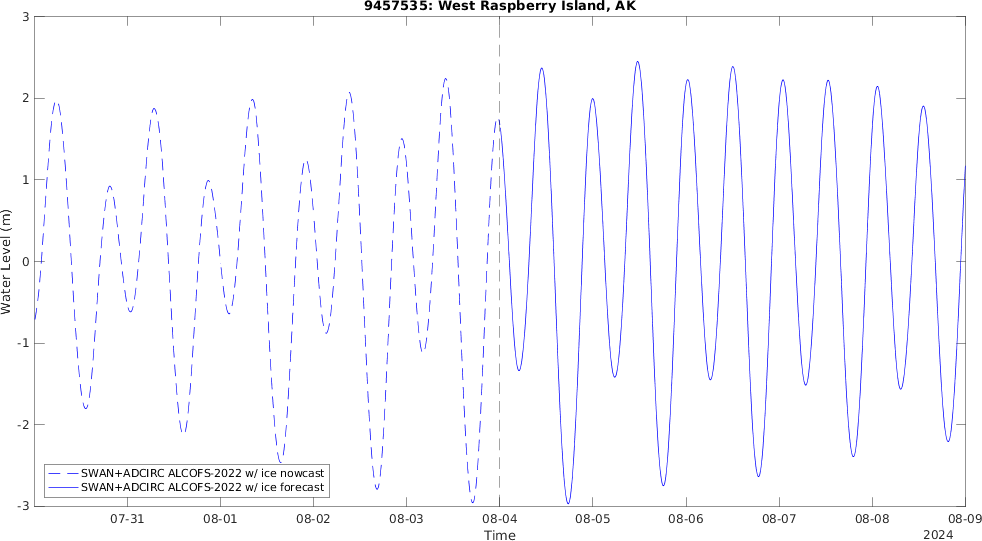 9457535: West Raspberry Island, AK
3
2
1
0
-1
-2
-3
Water Level (m)
SWAN+ADCIRC ALCOFS-2022 w/ ice nowcast
SWAN+ADCIRC ALCOFS-2022 w/ ice forecast
07-31 08-01 08-02 08-03 08-04 08-05 08-06 08-07 08-08 08-09
Time
2024